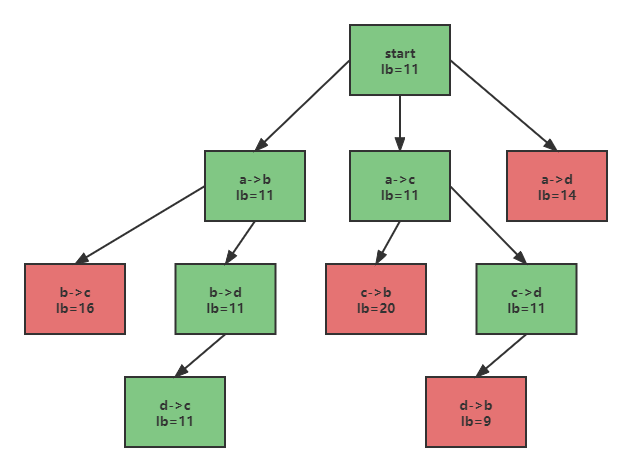 start
lb=11
a->b
lb=11
a->c
lb=11
a->d
lb=14
b->c
lb=16
b->d
lb=11
c->b
lb=20
c->d
lb=11
d->c
lb=11
d->b
lb=9